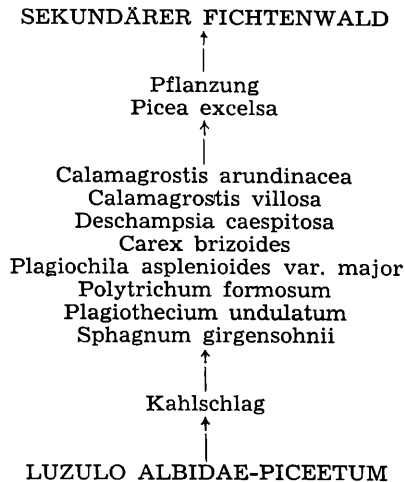 SEKUNDÄRER FICHTENWALD
Pflanzung
Picea excelsa
Calamagrostis arundinacea
Calamagrostis villosa
Deschampsia caespitosa
Carex brizoides
Plagiochila asplenioides var. major
Polytrichum formosum
Plagiothecium undulatum
Sphagnum girgensohnii
Kahlschlag
LUZULO ALBIDAE-PICEETUM